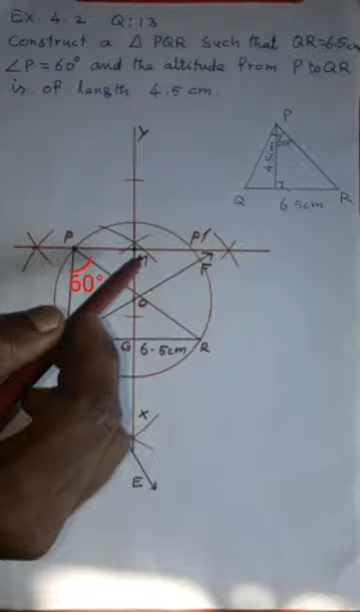 Ex. 4.2 Q:13
Construct a Δ PQR such that QR=6.5cm
∠P = 60° and the altitude from P to QR
is of length 4.5 cm.
P
4.5cm
60°
Q
6.5cm
R
Y
P
P'
M
F
60°
O
G
6.5cm
R
X
E